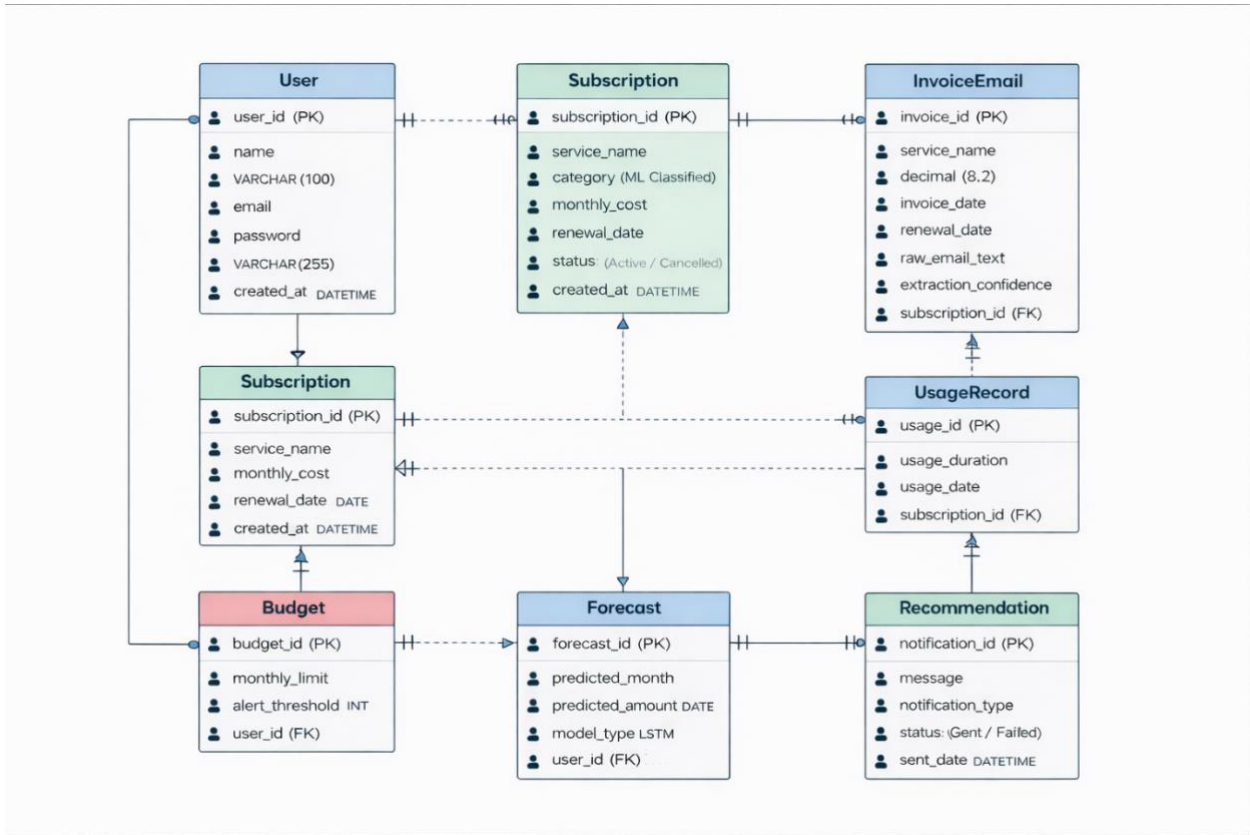 User
user_id (PK)
name
VARCHAR (100)
email
password
VARCHAR (255)
created_at DATETIME
Subscription
subscription_id (PK)
service_name
category (ML Classified)
monthly_cost
renewal_date
status: (Active / Cancelled)
created_at DATETIME
InvoiceEmail
invoice_id (PK)
service_name
decimal (8.2)
invoice_date
renewal_date
raw_email_text
extraction_confidence
subscription_id (FK)
Subscription
subscription_id (PK)
service_name
monthly_cost
renewal_date DATE
created_at DATETIME
UsageRecord
usage_id (PK)
usage_duration
usage_date
subscription_id (FK)
Budget
budget_id (PK)
monthly_limit
alert_threshold INT
user_id (FK)
Forecast
forecast_id (PK)
predicted_month
predicted_amount DATE
model_type LSTM
user_id (FK)
Recommendation
notification_id (PK)
message
notification_type
status: (Gent / Failled)
sent_date DATETIME